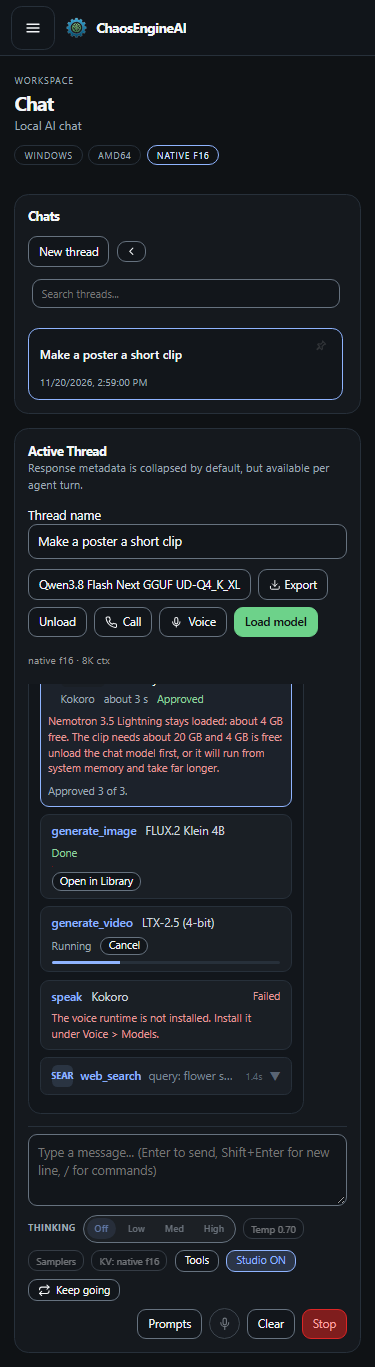 ChaosEngineAI
WORKSPACE
Chat
Local AI chat
WINDOWS
AMD64
NATIVE F16
Chats
New thread
Search threads...
Make a poster a short clip
11/20/2026, 2:59:00 PM
Active Thread
Response metadata is collapsed by default, but available per
agent turn.
Thread name
Make a poster a short clip
Qwen3.8 Flash Next GGUF UD-Q4_K_XL
Export
Unload
Call
Voice
Load model
native f16 · 8K ctx
Kokoro about 3 s Approved
Nemotron 3.5 Lightning stays loaded: about 4 GB
free. The clip needs about 20 GB and 4 GB is free:
unload the chat model first, or it will run from
system memory and take far longer.
Approved 3 of 3.
generate_image FLUX.2 Klein 4B
Done
Open in Library
generate_video LTX-2.5 (4-bit)
Running Cancel
speak Kokoro Failed
The voice runtime is not installed. Install it
under Voice > Models.
SEAR web_search query: flower s... 1.4s
Type a message... (Enter to send, Shift+Enter for new
line, / for commands)
THINKING Off Low Med High Temp 0.70
Samplers KV: native f16 Tools Studio ON
Keep going
Prompts Clear Stop